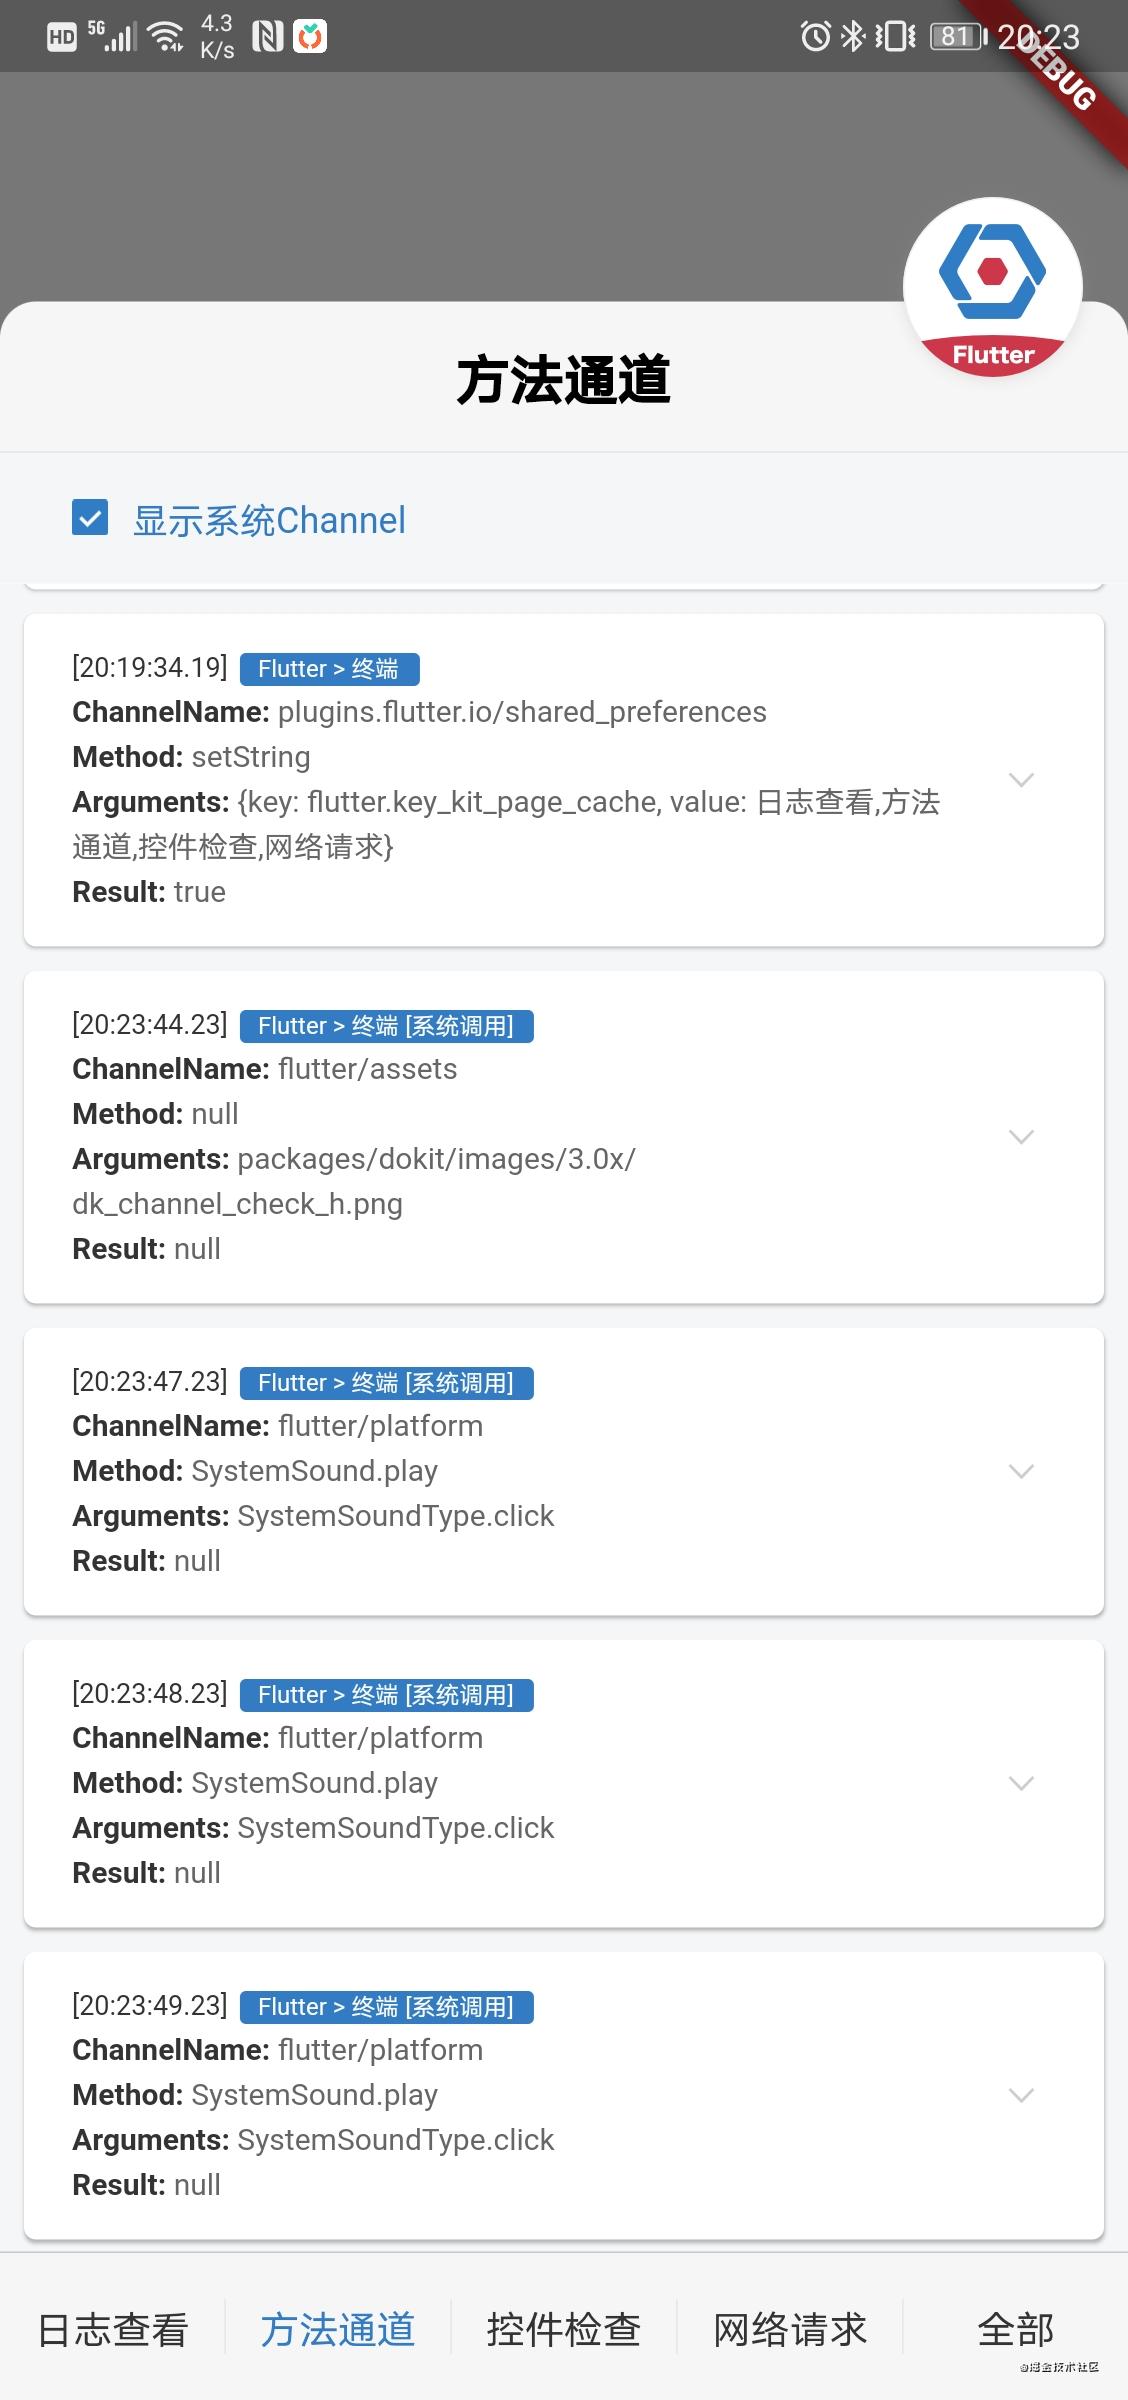 HD 5G 4.3 K/s 81 20:23
DEBUG
Flutter
方法通道
显示系统Channel
[20:19:34.19] Flutter > 终端
ChannelName: plugins.flutter.io/shared_preferences
Method: setString
Arguments: {key: flutter.key_kit_page_cache, value: 日志查看,方法
通道,控件检查,网络请求}
Result: true
[20:23:44.23] Flutter > 终端 [系统调用]
ChannelName: flutter/assets
Method: null
Arguments: packages/dokit/images/3.0x/
dk_channel_check_h.png
Result: null
[20:23:47.23] Flutter > 终端 [系统调用]
ChannelName: flutter/platform
Method: SystemSound.play
Arguments: SystemSoundType.click
Result: null
[20:23:48.23] Flutter > 终端 [系统调用]
ChannelName: flutter/platform
Method: SystemSound.play
Arguments: SystemSoundType.click
Result: null
[20:23:49.23] Flutter > 终端 [系统调用]
ChannelName: flutter/platform
Method: SystemSound.play
Arguments: SystemSoundType.click
Result: null
日志查看 方法通道 控件检查 网络请求 全部
@掘金技术社区